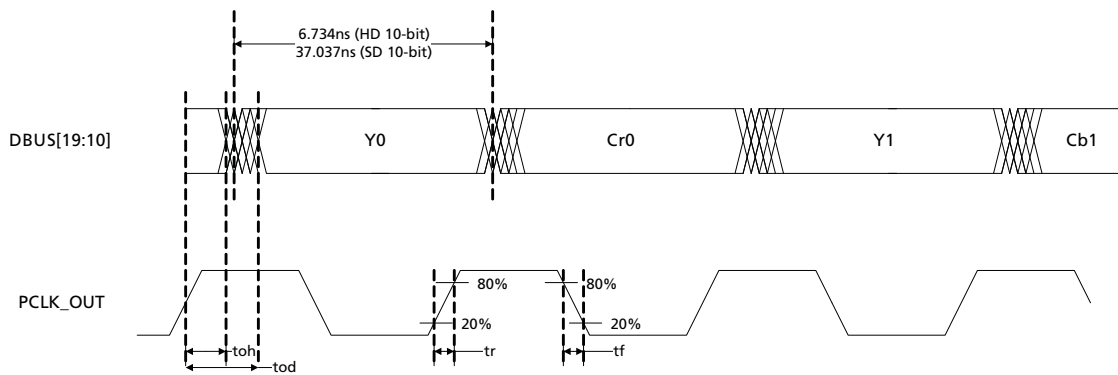 6.734ns (HD 10-bit)
37.037ns (SD 10-bit)
DBUS[19:10]
Y0
Cr0
Y1
Cb1
PCLK_OUT
80%
80%
20%
20%
toh
tr
tf
tod